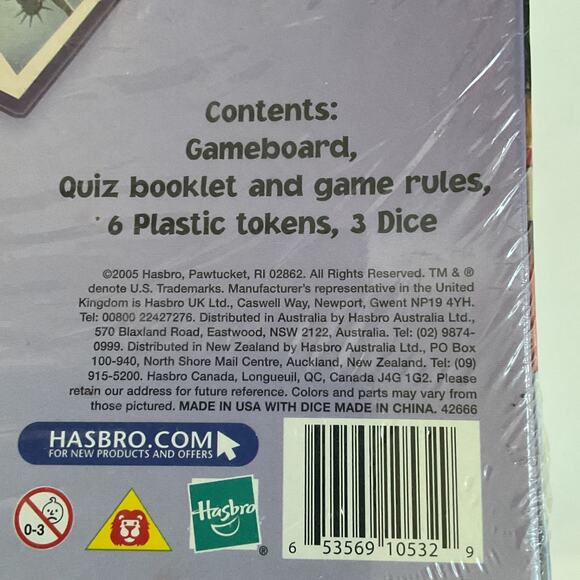 Contents:
Gameboard,
Quiz booklet and game rules,
6 Plastic tokens, 3 Dice
©2005 Hasbro, Pawtucket, RI 02862. All Rights Reserved. TM & ®
denote U.S. Trademarks. Manufacturer's representative in the United
Kingdom is Hasbro UK Ltd., Caswell Way, Newport, Gwent NP19 4YH.
Tel: 00800 22427276. Distributed in Australia by Hasbro Australia Ltd.,
570 Blaxland Road, Eastwood, NSW 2122, Australia. Tel: (02) 9874-
0999. Distributed in New Zealand by Hasbro Australia Ltd., PO Box
100-940, North Shore Mail Centre, Auckland, New Zealand. Tel: (09)
915-5200. Hasbro Canada, Longueuil, QC, Canada J4G 1G2. Please
retain our address for future reference. Colors and parts may vary from
those pictured. MADE IN USA WITH DICE MADE IN CHINA. 42666
HASBRO.COM
FOR NEW PRODUCTS AND OFFERS
0-3
Hasbro
®
6 53569 10532 9